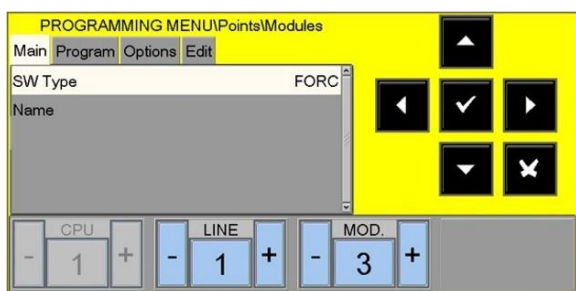 PROGRAMMING MENU\Points\Modules
Main Program Options Edit
SW Type FORC
Name
CPU LINE MOD.
- 1 + - 1 + - 3 +